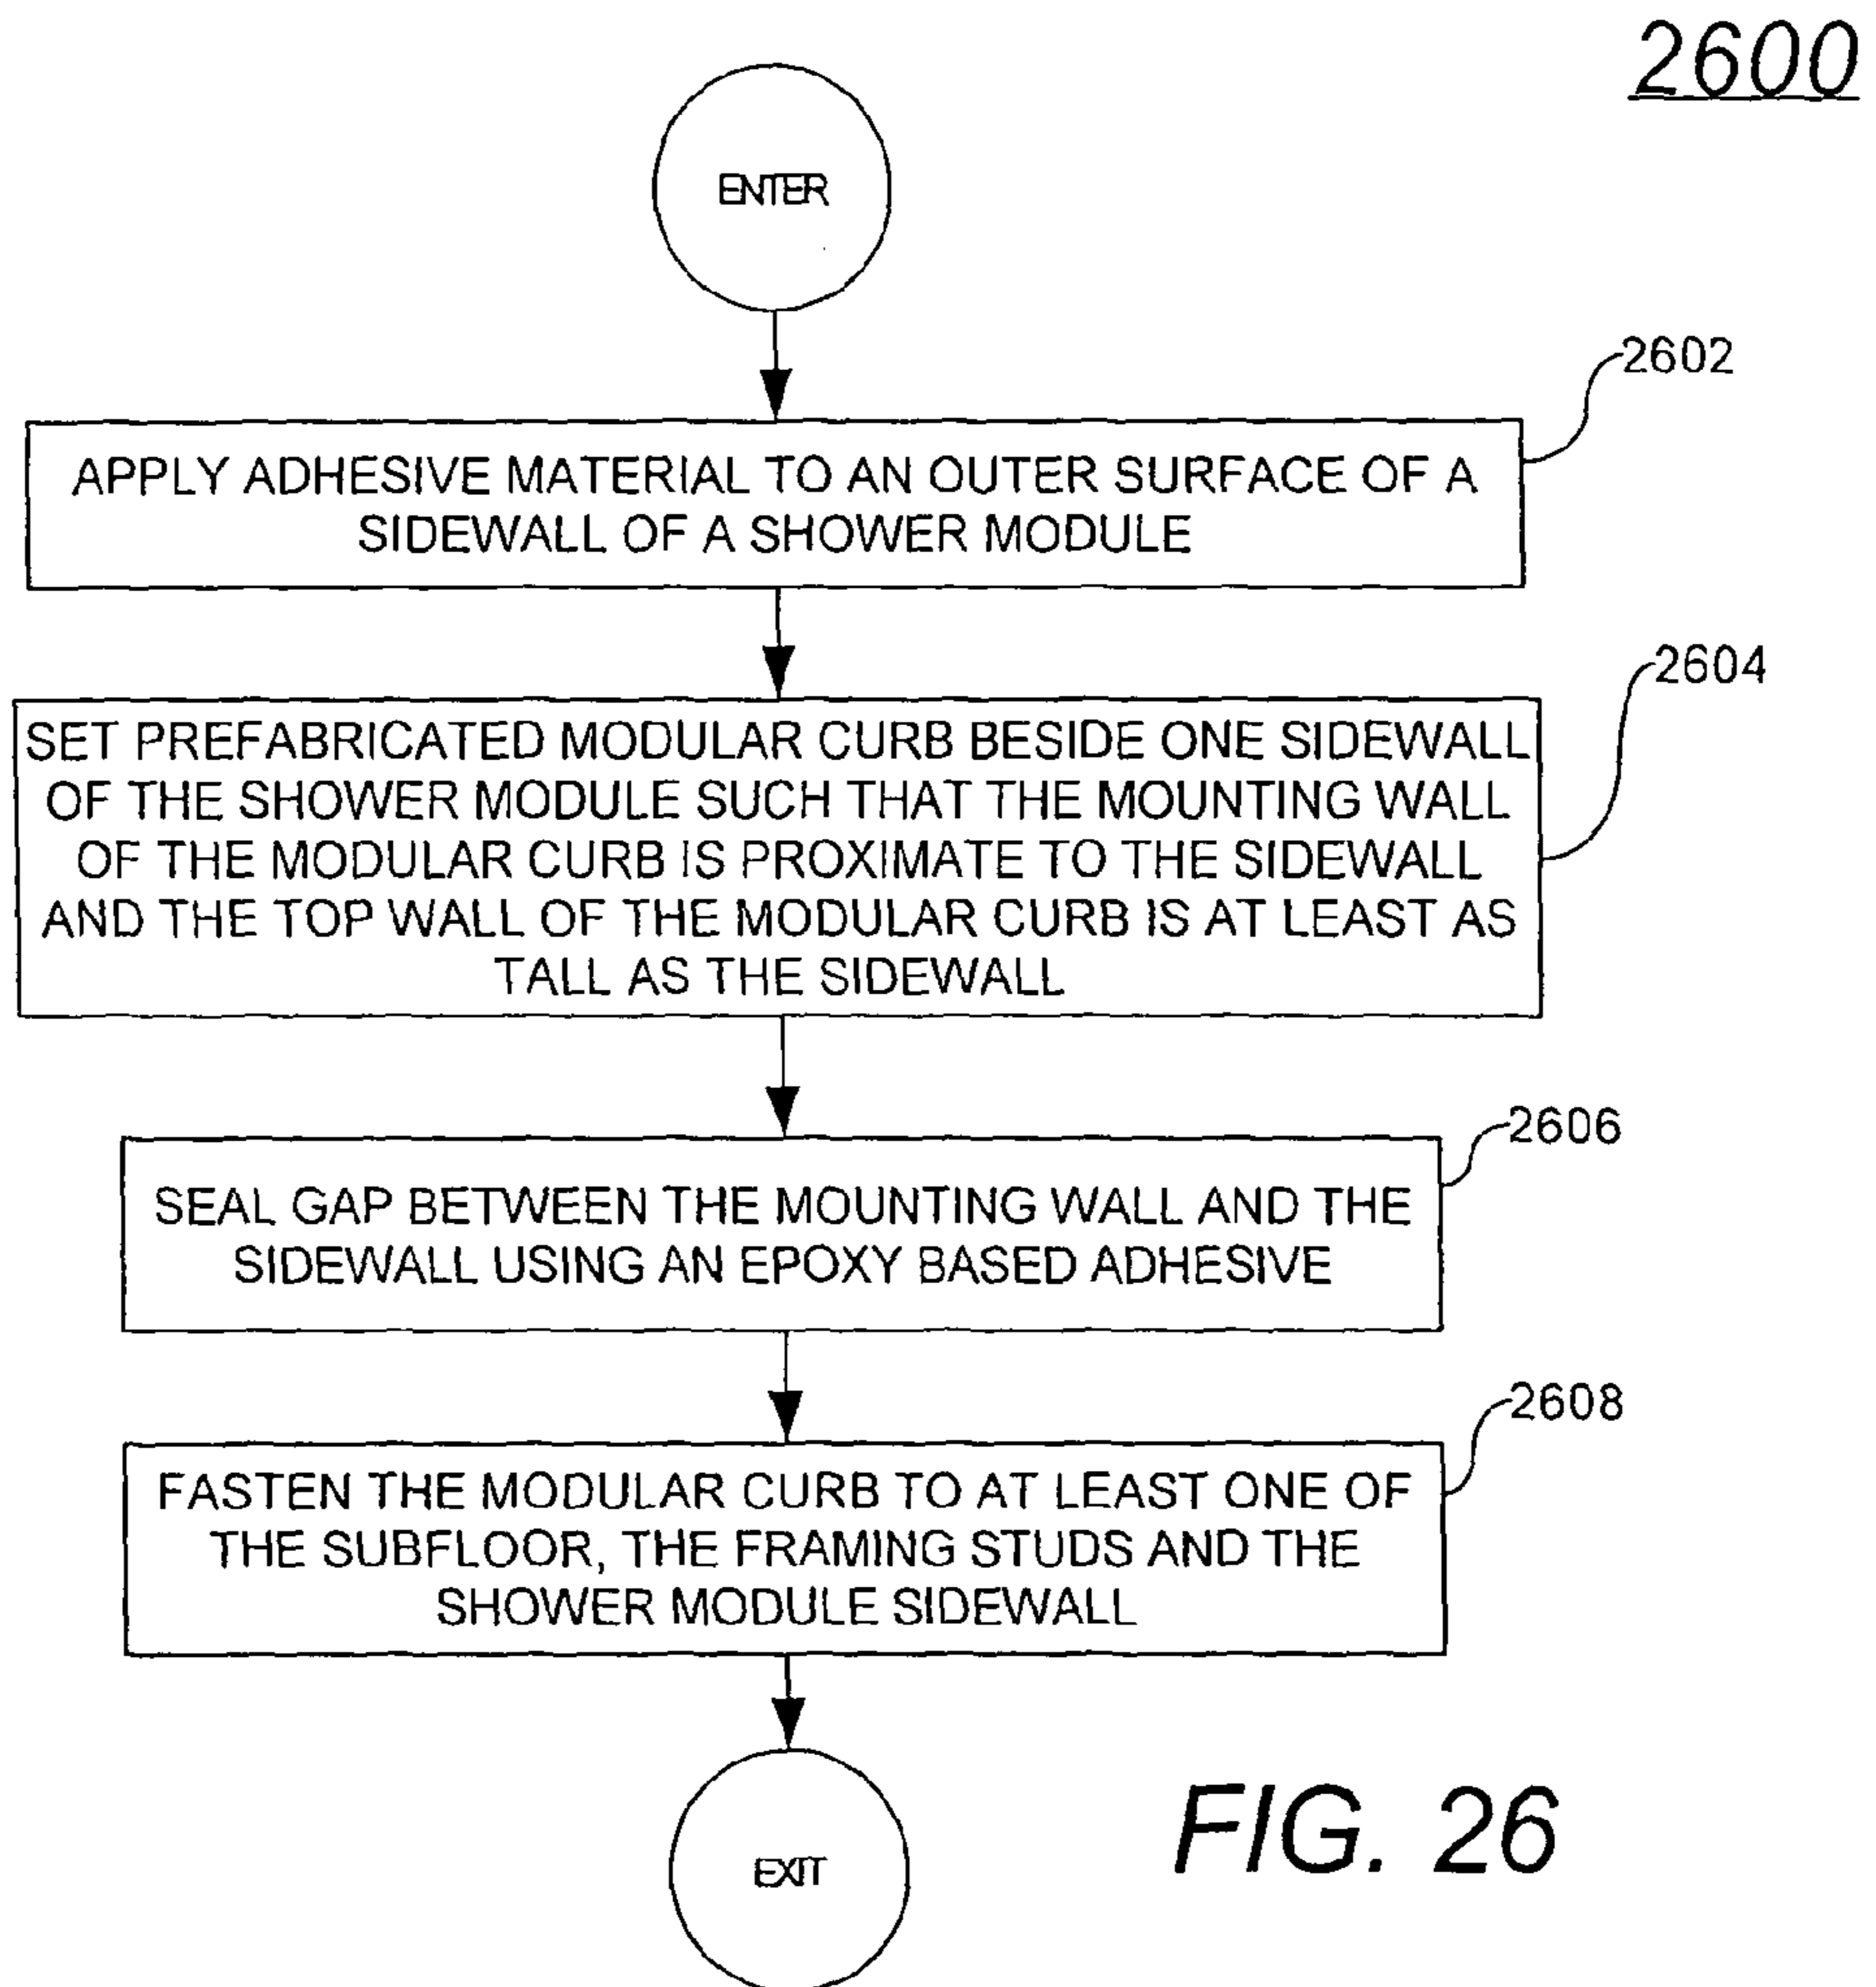 2600
ENTER
2602
APPLY ADHESIVE MATERIAL TO AN OUTER SURFACE OF A
SIDEWALL OF A SHOWER MODULE
2604
SET PREFABRICATED MODULAR CURB BESIDE ONE SIDEWALL
OF THE SHOWER MODULE SUCH THAT THE MOUNTING WALL
OF THE MODULAR CURB IS PROXIMATE TO THE SIDEWALL
AND THE TOP WALL OF THE MODULAR CURB IS AT LEAST AS
TALL AS THE SIDEWALL
2606
SEAL GAP BETWEEN THE MOUNTING WALL AND THE
SIDEWALL USING AN EPOXY BASED ADHESIVE
2608
FASTEN THE MODULAR CURB TO AT LEAST ONE OF
THE SUBFLOOR, THE FRAMING STUDS AND THE
SHOWER MODULE SIDEWALL
EXIT
FIG. 26